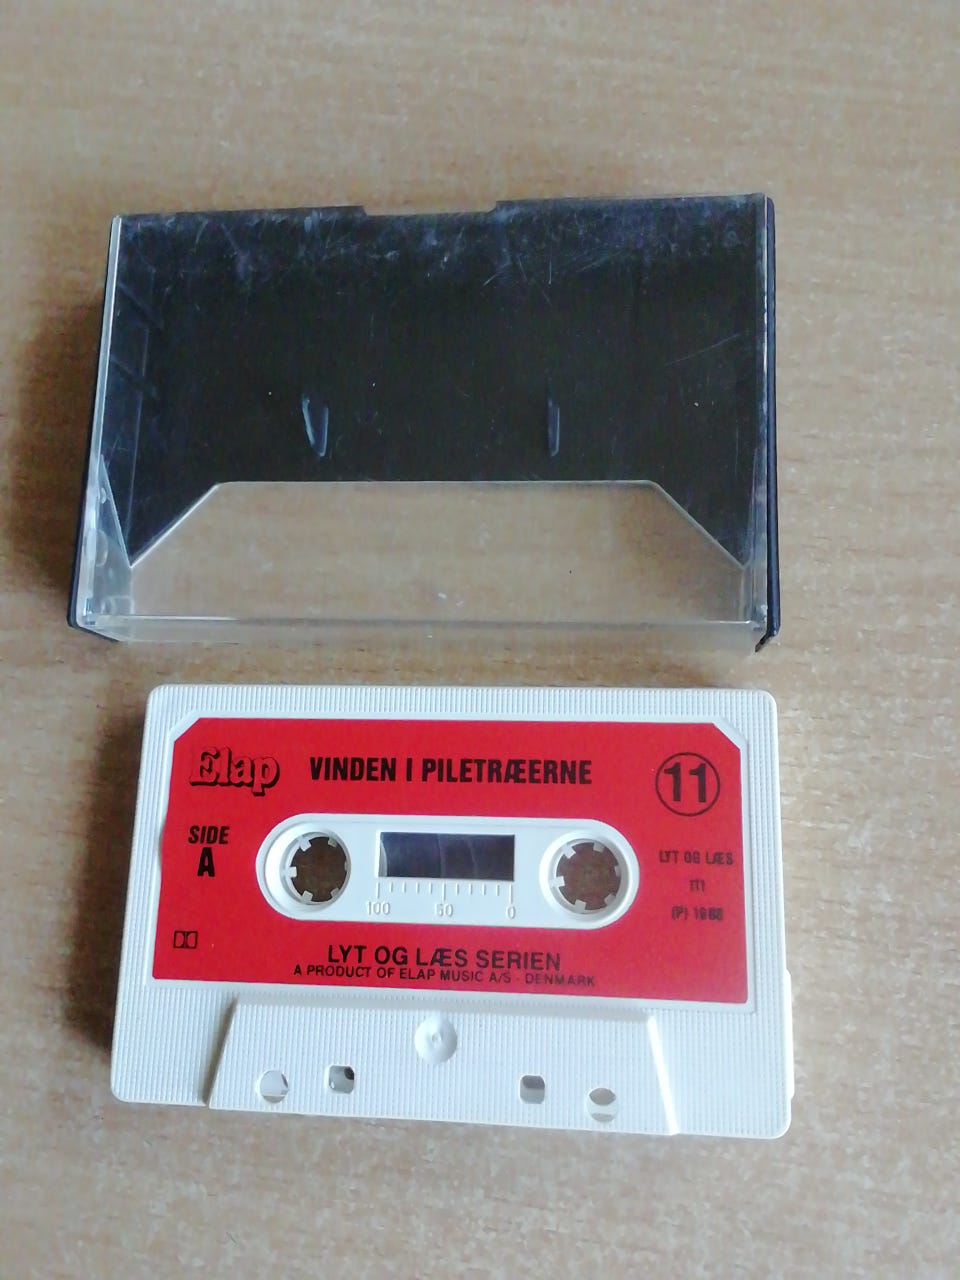 Elap VINDEN I PILETRÆERNE 11
SIDE
A
LYT OG LÆS
111
(P)
100 50 0
LYT OG LÆS SERIEN
A PRODUCT OF ELAP MUSIC A/S · DENMARK